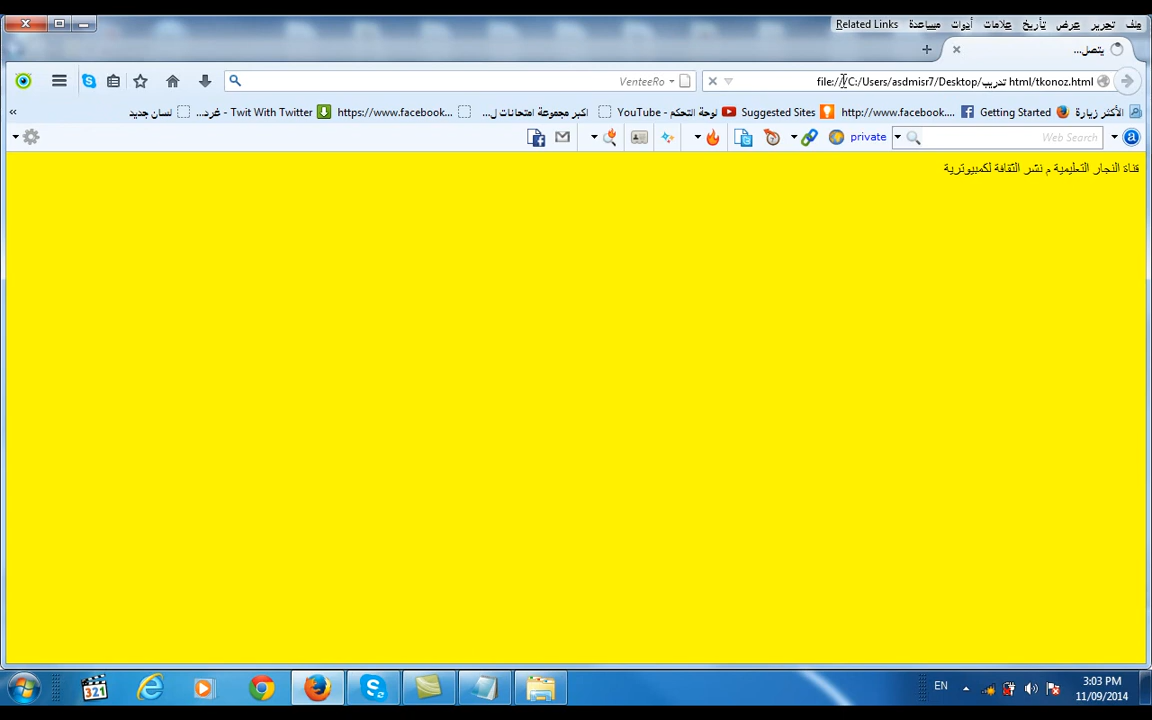 ملف تحرير عرض تأريخ علامات أدوات مساعدة Related Links
يتصل...
file:///C:/Users/asdmisr7/Desktop/تدريب html/tkonoz.html
VenteeRo
الأكثر زيارة Getting Started http://www.facebook.... Suggested Sites لوحة التحكم - YouTube اكبر مجموعة امتحانات ل... https://www.facebook... Twit With Twitter - غرد... لسان جديد
Web Search private
قناة النجار التعليمية م نشر الثقافة لكمبيوترية
321
EN
3:03 PM
11/09/2014